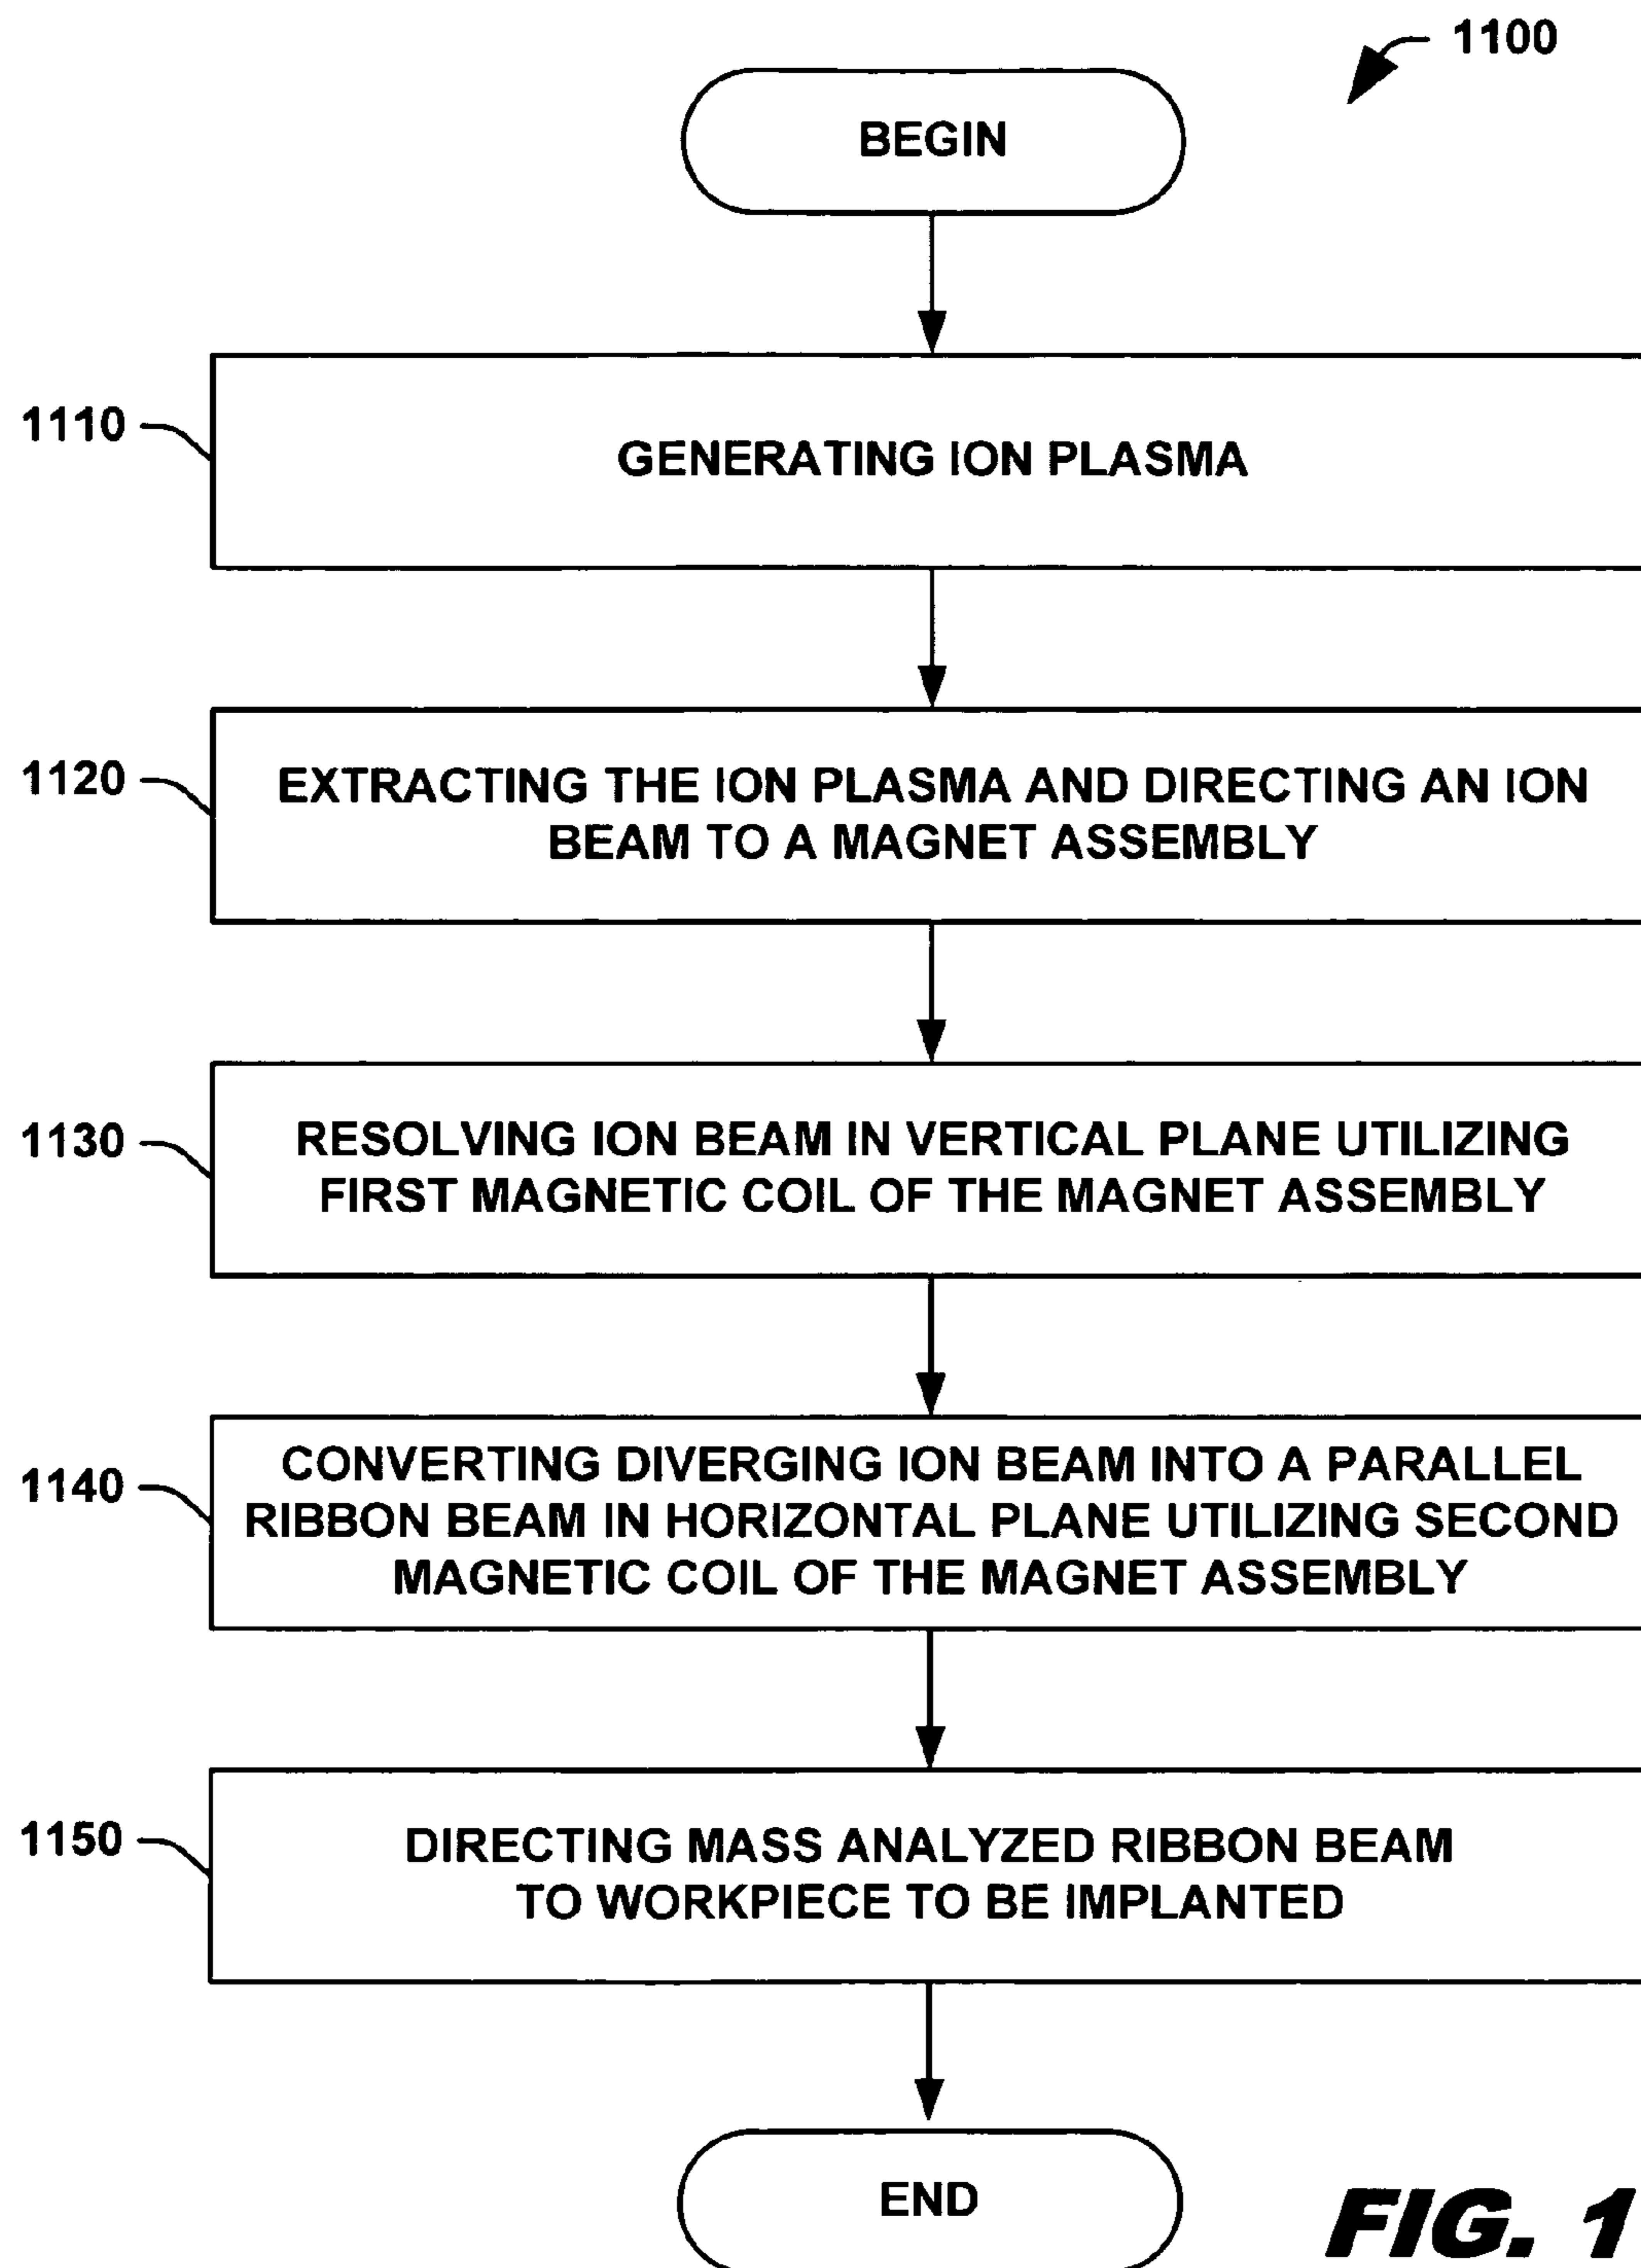 1100
BEGIN
1110
GENERATING ION PLASMA
1120
EXTRACTING THE ION PLASMA AND DIRECTING AN ION
BEAM TO A MAGNET ASSEMBLY
1130
RESOLVING ION BEAM IN VERTICAL PLANE UTILIZING
FIRST MAGNETIC COIL OF THE MAGNET ASSEMBLY
1140
CONVERTING DIVERGING ION BEAM INTO A PARALLEL
RIBBON BEAM IN HORIZONTAL PLANE UTILIZING SECOND
MAGNETIC COIL OF THE MAGNET ASSEMBLY
1150
DIRECTING MASS ANALYZED RIBBON BEAM
TO WORKPIECE TO BE IMPLANTED
END
FIG. 1